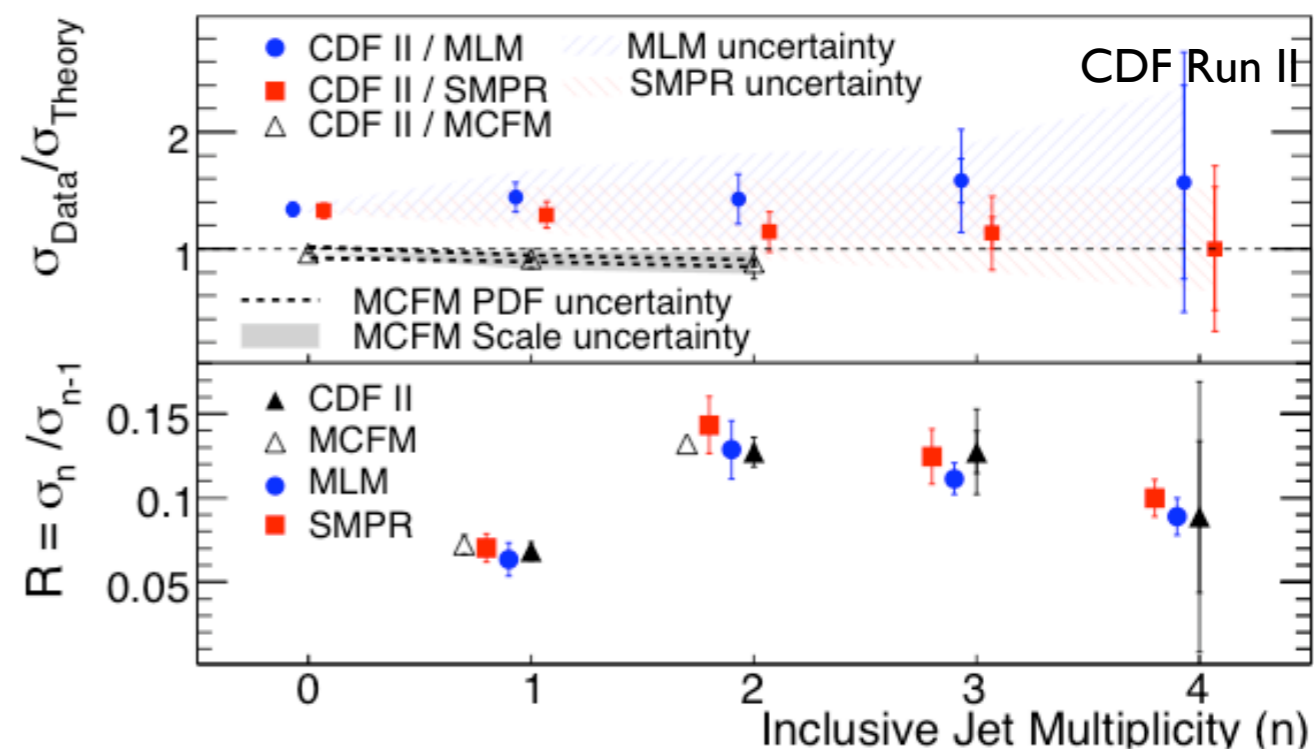 σData/σTheory
2
1
CDF II / MLM
CDF II / SMPR
CDF II / MCFM
MLM uncertainty
SMPR uncertainty
CDF Run II
MCFM PDF uncertainty
MCFM Scale uncertainty
R = σn /σn-1
0.15
0.1
0.05
CDF II
MCFM
MLM
SMPR
0 1 2 3 4
Inclusive Jet Multiplicity (n)